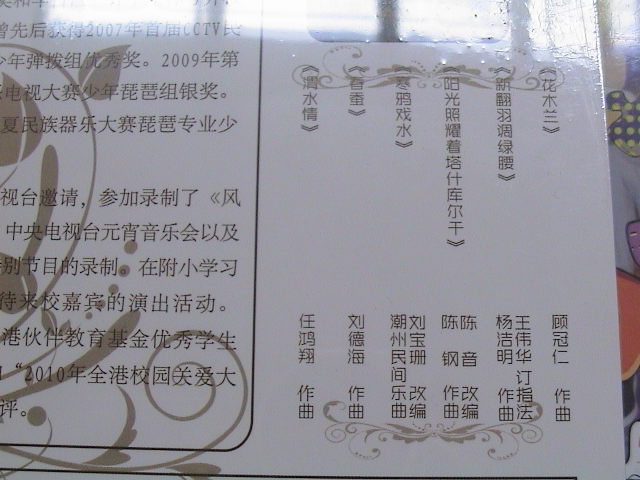 曾先后获得2007年首届CCTV民
少年弹拨组优秀奖。2009年第
电视大赛少年琵琶组银奖。
夏民族器乐大赛琵琶专业少
视台邀请，参加录制了《风
中央电视台元宵音乐会以及
特别节目的录制。在附小学习
待来校嘉宾的演出活动。
港伙伴教育基金优秀学生
“2010年全港校园关爱大
评。
《花木兰》
顾冠仁 作曲
《新翻羽调绿腰》
王伟华 订指法
杨洁明 作曲
《阳光照耀着塔什库尔干》
陈 音 改编
陈 钢 作曲
《寒鸦戏水》
刘宝珊 改编
潮州民间乐曲
《春蚕》
刘德海 作曲
《渭水情》
任鸿翔 作曲